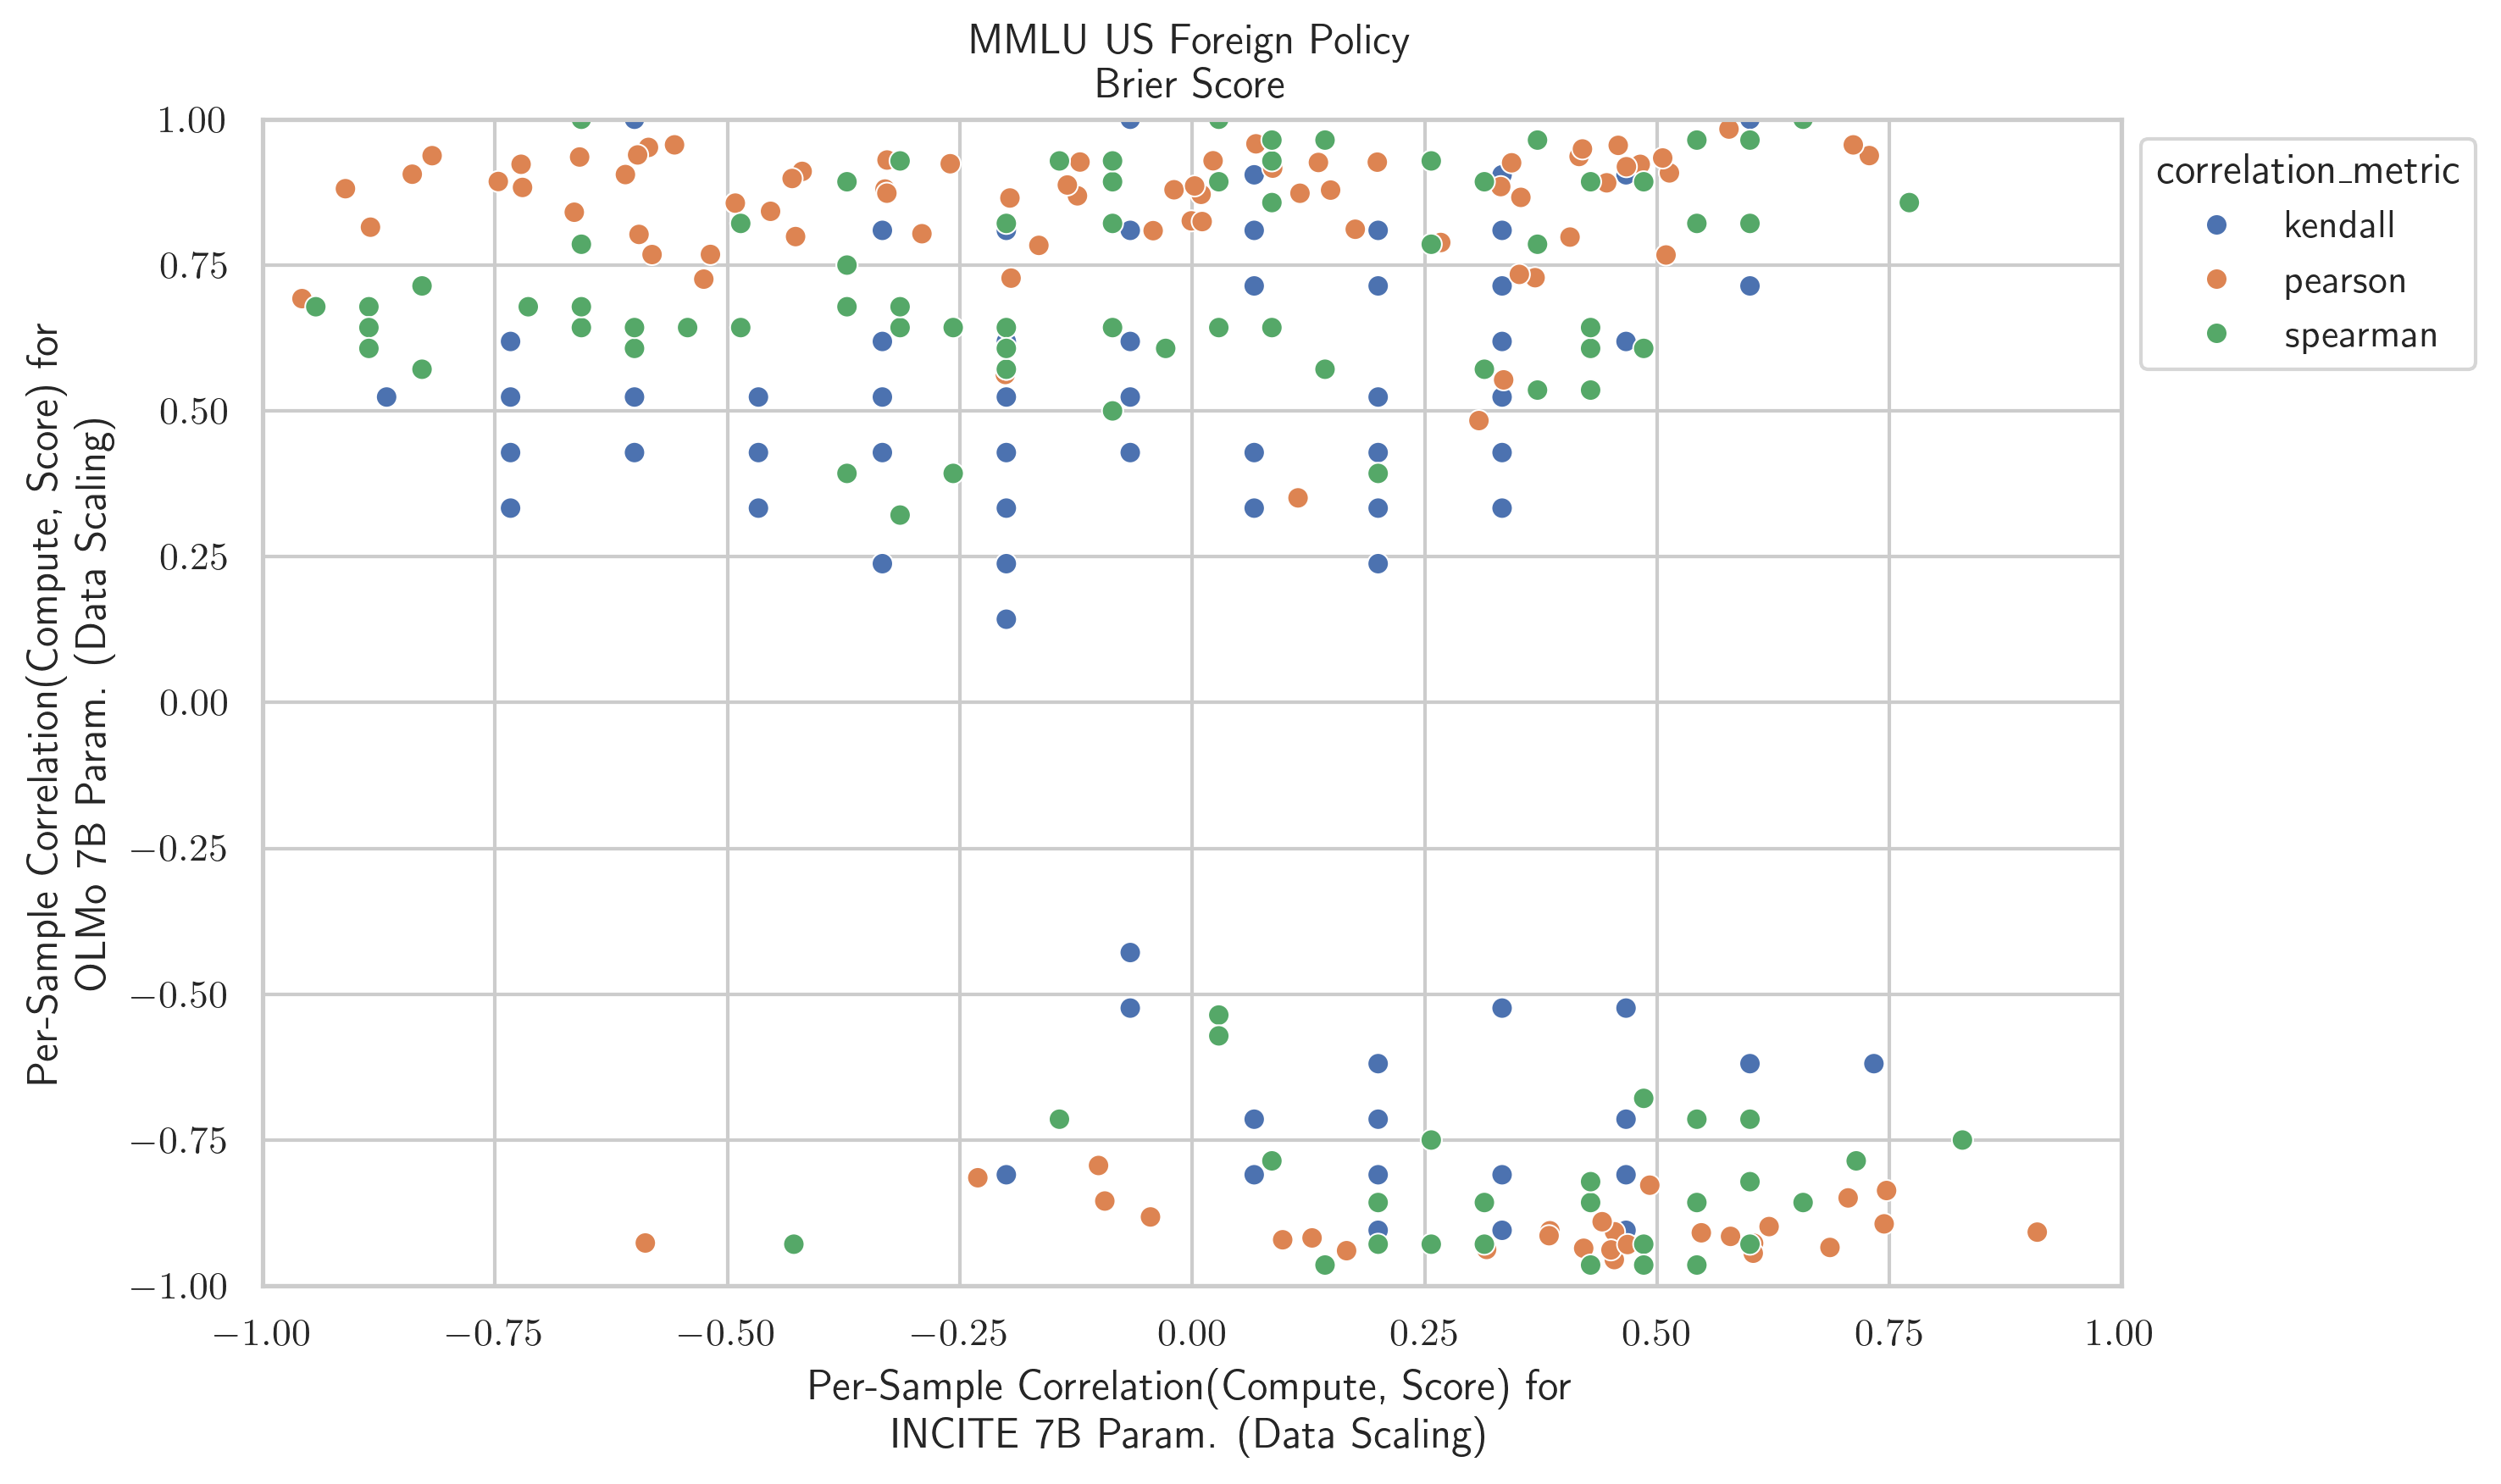 MMLU US Foreign Policy
Brier Score
1.00
0.75
0.50
0.25
0.00
−0.25
−0.50
−0.75
−1.00
Per-Sample Correlation(Compute, Score) for
OLMo 7B Param. (Data Scaling)
−1.00 −0.75 −0.50 −0.25 0.00 0.25 0.50 0.75 1.00
Per-Sample Correlation(Compute, Score) for
INCITE 7B Param. (Data Scaling)
correlation_metric
kendall
pearson
spearman